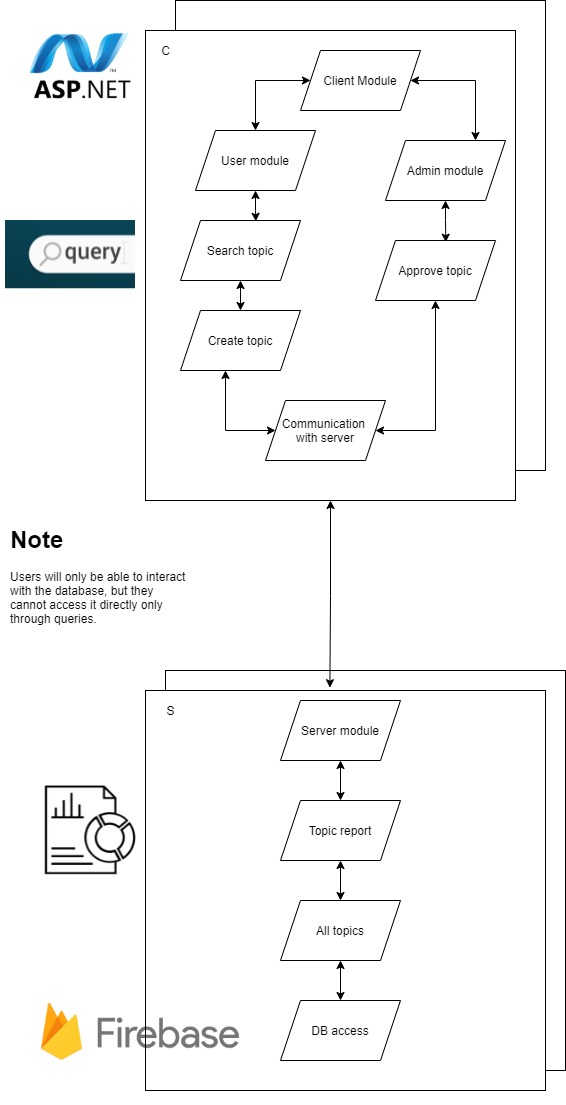 C
ASP.NET
™
Client Module
User module
Admin module
query
Search topic
Approve topic
Create topic
Communication
with server
Note
Users will only be able to interact
with the database, but they
cannot access it directly only
through queries.
S
Server module
Topic report
All topics
Firebase
DB access